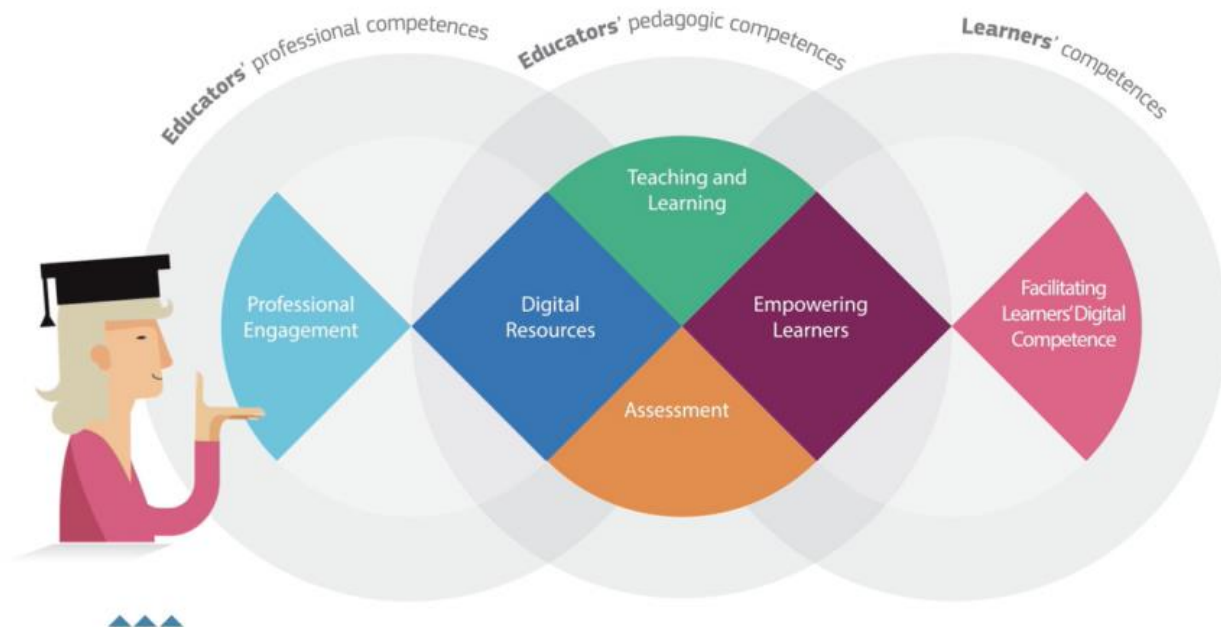 Educators' professional competences
Educators' pedagogic competences
Learners' competences
Teaching and
Learning
Professional
Engagement
Digital
Resources
Empowering
Learners
Facilitating
Learners' Digital
Competence
Assessment